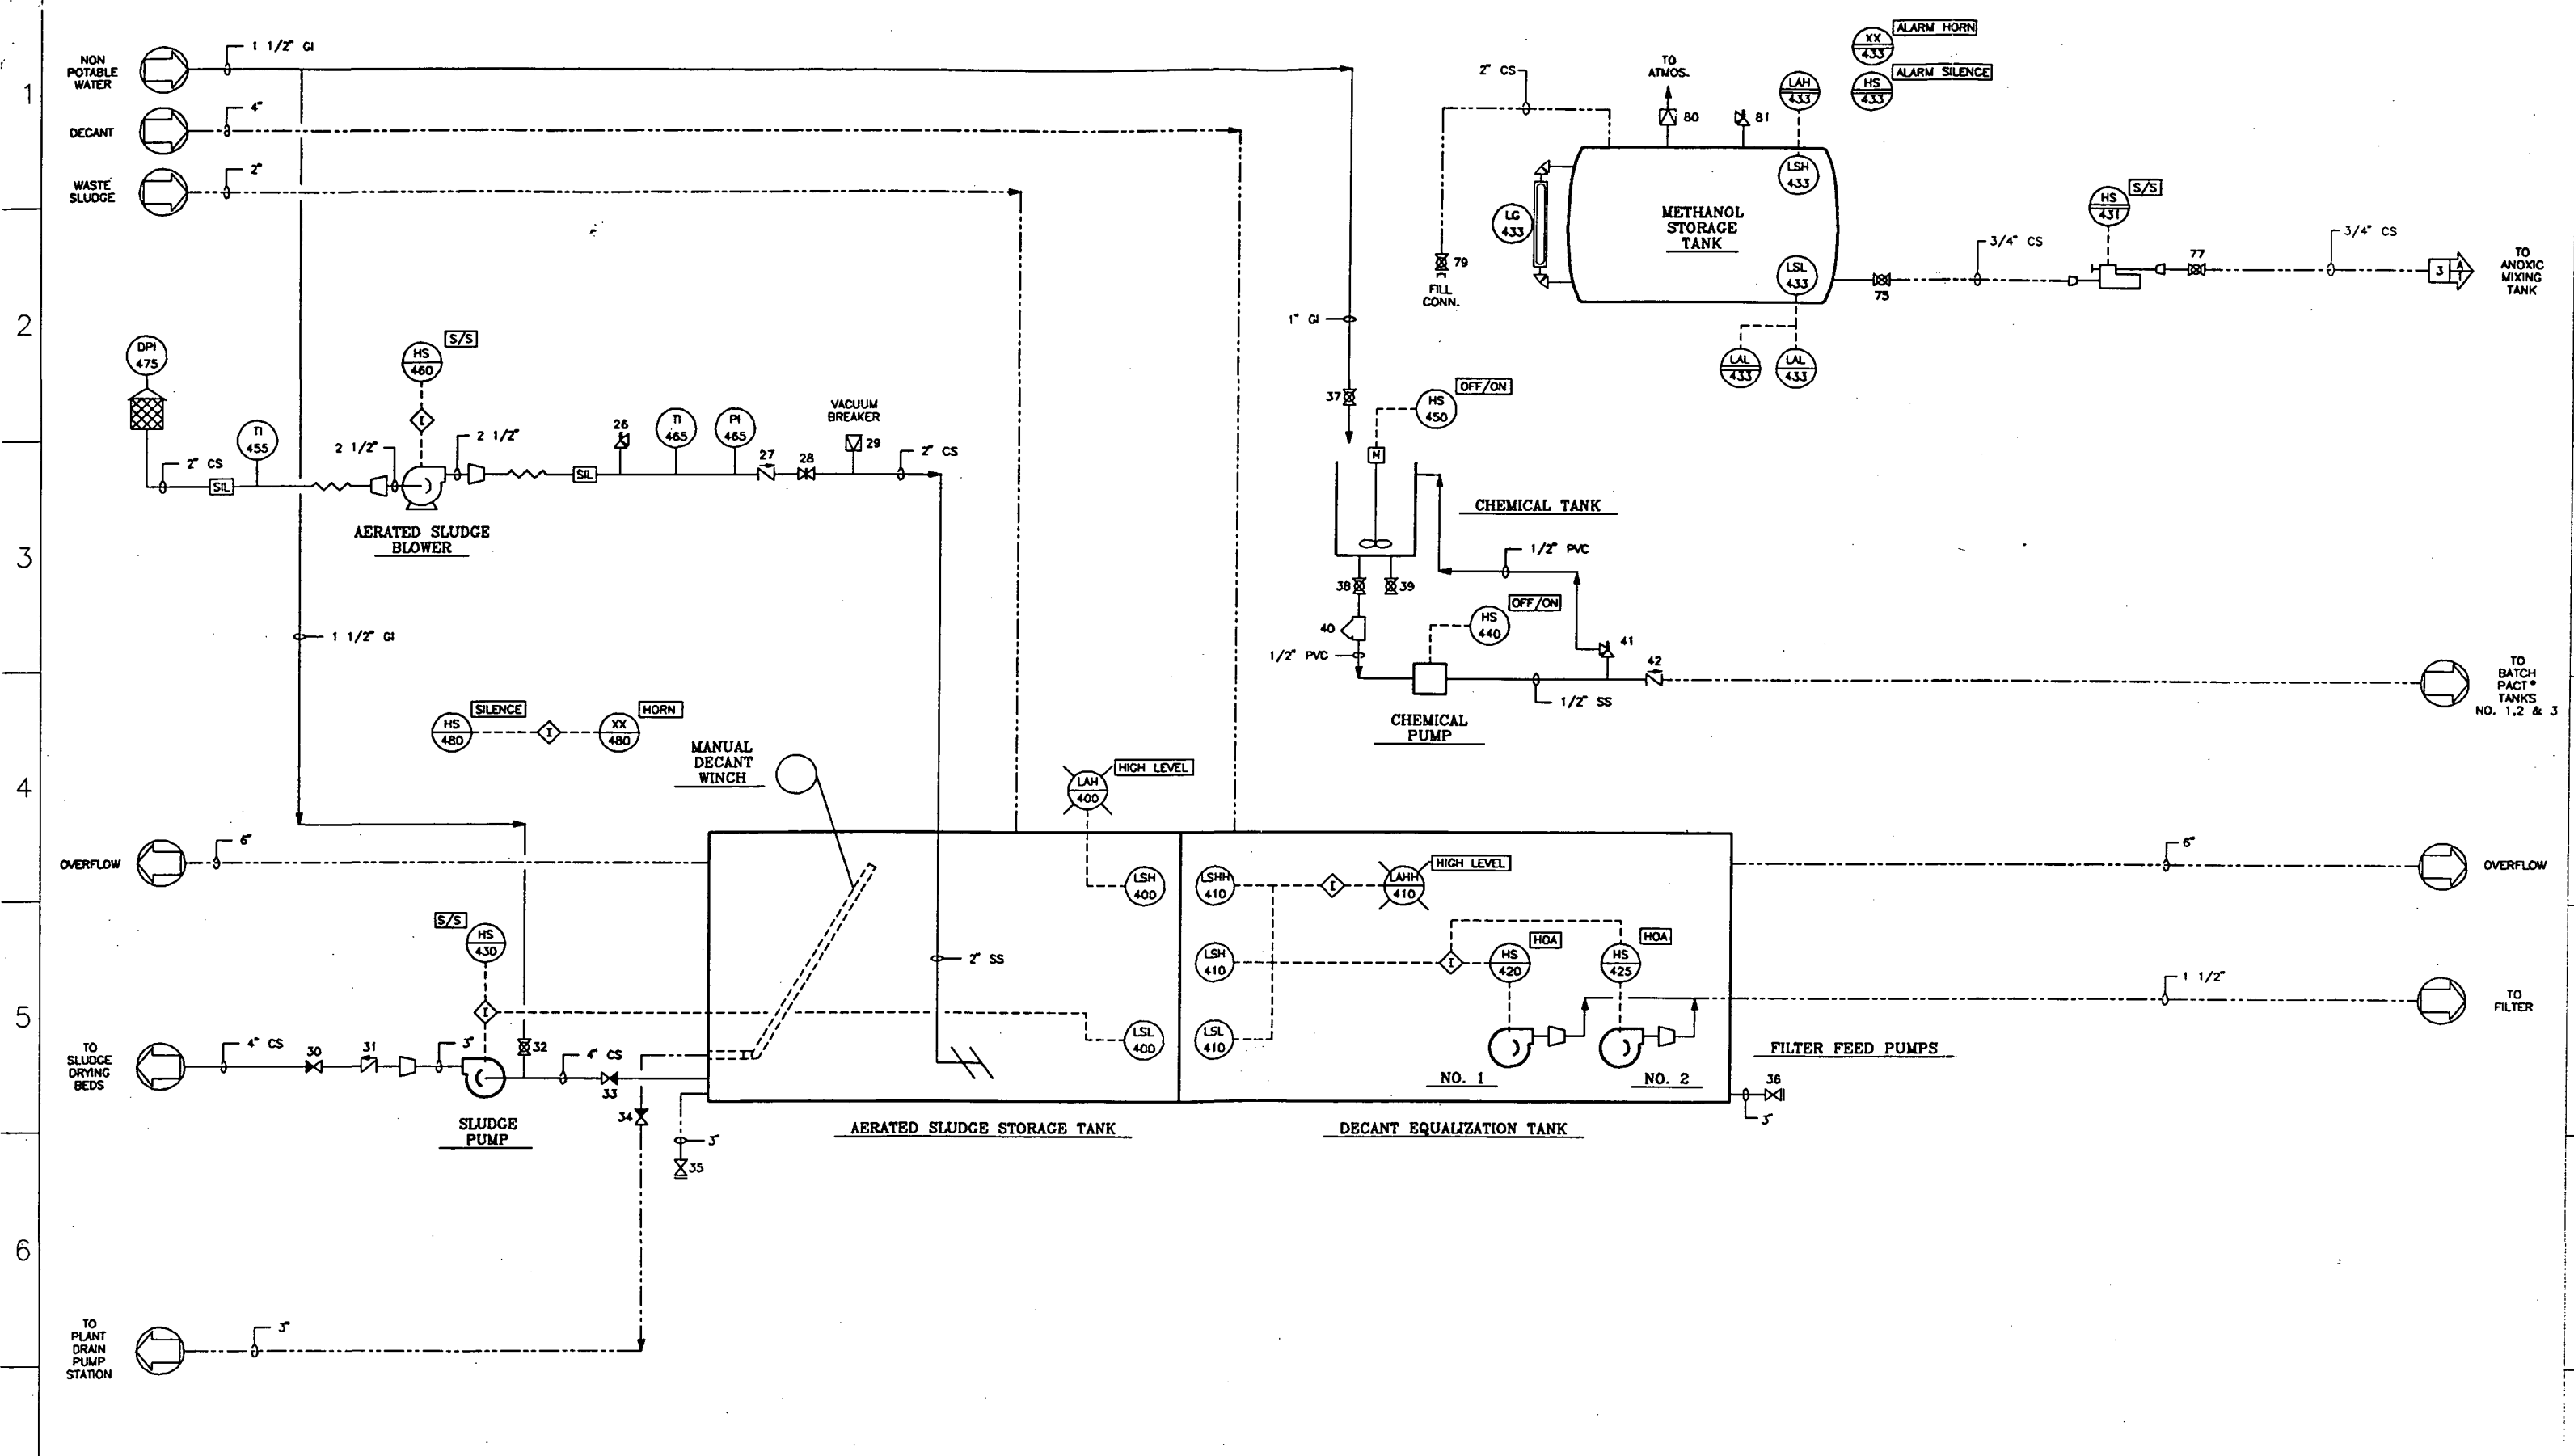 1
2
3
4
5
6
NON
POTABLE
WATER
1 1/2" GI
DECANT
4"
WASTE
SLUDGE
2"
2" CS
TO
ATMOS.
80
81
LAH
433
XX
433
ALARM HORN
HS
433
ALARM SILENCE
LSH
433
LG
433
METHANOL
STORAGE
TANK
LSL
433
79
FILL
CONN.
75
3/4" CS
HS
431
S/S
77
3/4" CS
3
A
1
TO
ANOXIC
MIXING
TANK
LAL
433
LAL
433
DPI
475
HS
460
S/S
I
2" CS
SIL
TI
455
2 1/2"
2 1/2"
SIL
26
TI
465
PI
465
27
28
VACUUM
BREAKER
29
2" CS
AERATED SLUDGE
BLOWER
1" GI
37
HS
450
OFF/ON
M
CHEMICAL TANK
1/2" PVC
38
39
40
1/2" PVC
HS
440
OFF/ON
41
42
1/2" SS
CHEMICAL
PUMP
TO
BATCH
PACT®
TANKS
NO. 1,2 & 3
1 1/2" GI
HS
480
SILENCE
I
XX
480
HORN
MANUAL
DECANT
WINCH
LAH
400
HIGH LEVEL
OVERFLOW
6"
LSH
400
LSHH
410
I
LAHH
410
HIGH LEVEL
6"
OVERFLOW
S/S
HS
430
I
2" SS
LSH
410
I
HS
420
HOA
HS
425
HOA
LSL
400
LSL
410
1 1/2"
TO
FILTER
TO
SLUDGE
DRYING
BEDS
4" CS
30
31
3"
32
4" CS
33
34
SLUDGE
PUMP
3"
35
NO. 1
NO. 2
FILTER FEED PUMPS
36
3"
AERATED SLUDGE STORAGE TANK
DECANT EQUALIZATION TANK
TO
PLANT
DRAIN
PUMP
STATION
3"